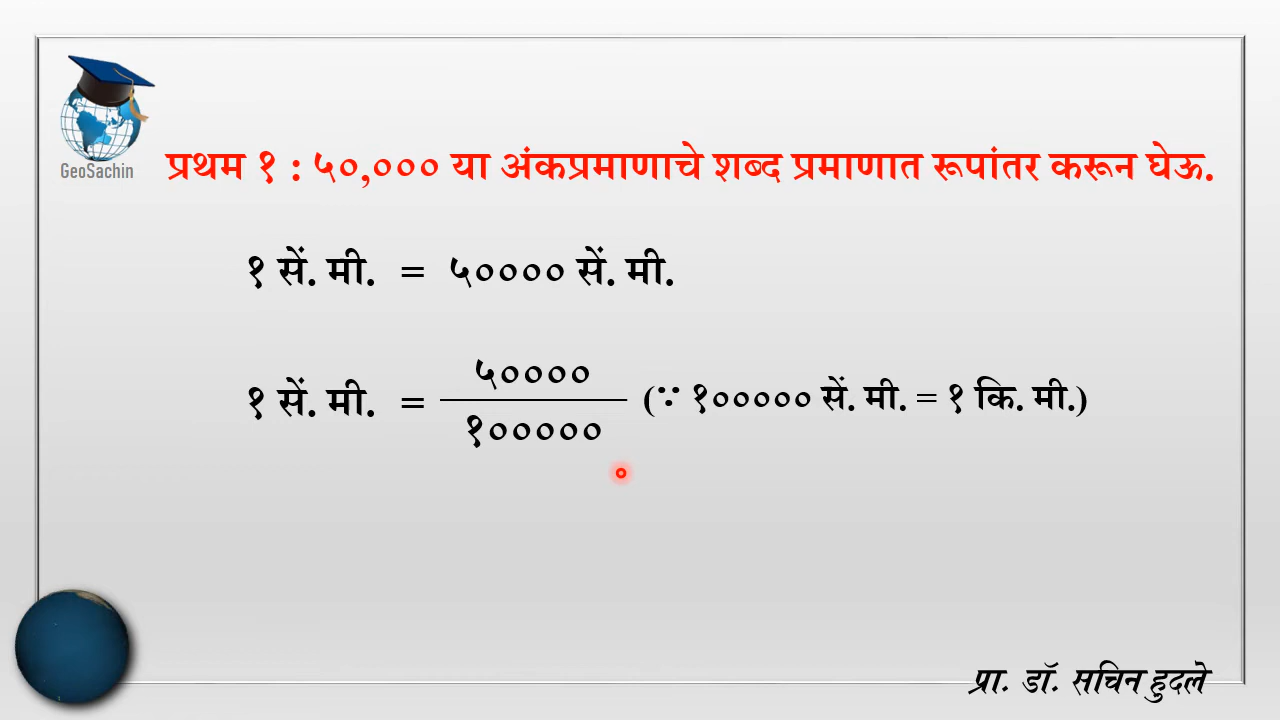 GeoSachin
प्रथम १ : ५०,००० या अंकप्रमाणाचे शब्द प्रमाणात रूपांतर करून घेऊ.
१ सें. मी. = ५०००० सें. मी.
५००००
१ सें. मी. = (∵ १००००० सें. मी. = १ कि. मी.)
१०००००
प्रा. डॉ. सचिन हुदले